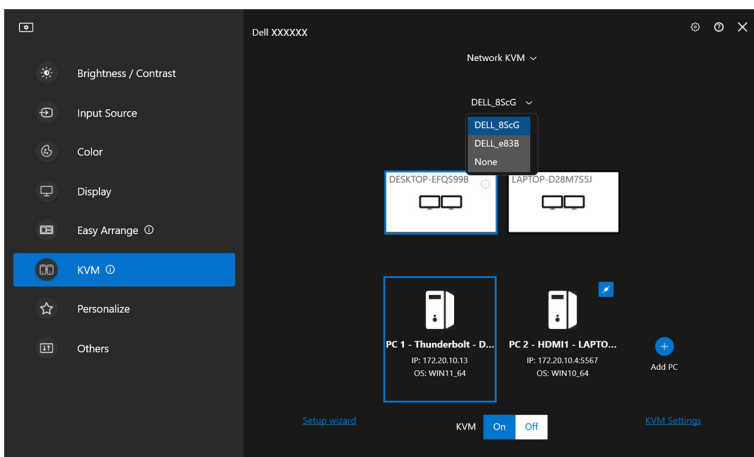 Dell XXXXXX
Network KVM
DELL_8ScG
DELL_8ScG
DELL_e83B
None
Brightness / Contrast
Input Source
Color
Display
Easy Arrange
KVM
Personalize
Others
DESKTOP-EFQS99B
LAPTOP-D28M7S5J
PC 1 - Thunderbolt - D...
IP: 172.20.10.13
OS: WIN11_64
PC 2 - HDMI1 - LAPTO...
IP: 172.20.10.4:5567
OS: WIN10_64
Add PC
Setup wizard
KVM On Off
KVM Settings